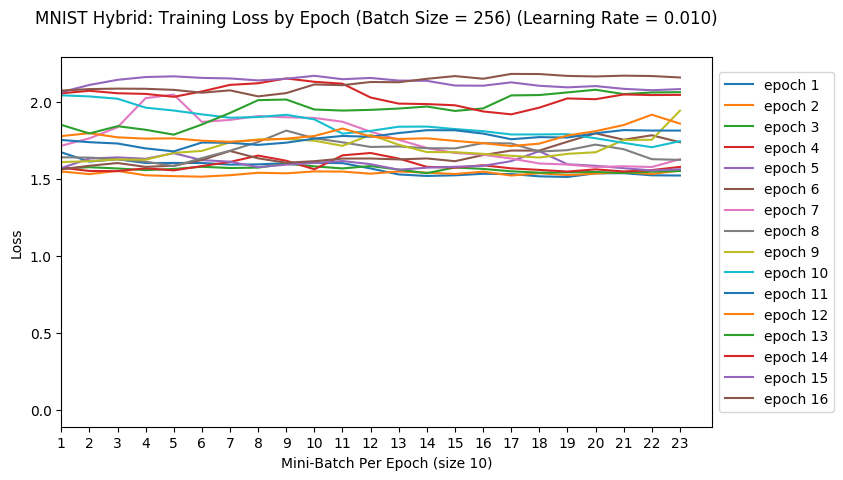 MNIST Hybrid: Training Loss by Epoch (Batch Size = 256) (Learning Rate = 0.010)
2.0
1.5
1.0
0.5
0.0
Loss
1 2 3 4 5 6 7 8 9 10 11 12 13 14 15 16 17 18 19 20 21 22 23
Mini-Batch Per Epoch (size 10)
epoch 1
epoch 2
epoch 3
epoch 4
epoch 5
epoch 6
epoch 7
epoch 8
epoch 9
epoch 10
epoch 11
epoch 12
epoch 13
epoch 14
epoch 15
epoch 16